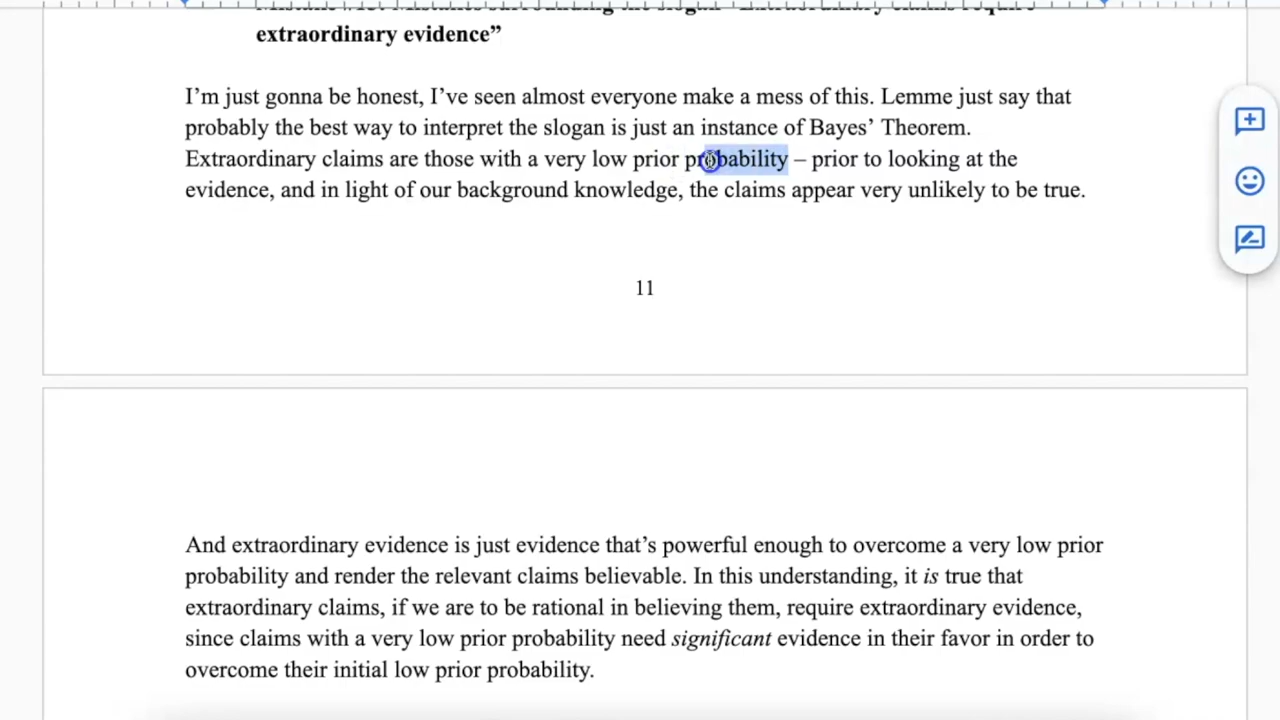 extraordinary evidence”
I’m just gonna be honest, I’ve seen almost everyone make a mess of this. Lemme just say that
probably the best way to interpret the slogan is just an instance of Bayes’ Theorem.
Extraordinary claims are those with a very low prior probability – prior to looking at the
evidence, and in light of our background knowledge, the claims appear very unlikely to be true.
11
And extraordinary evidence is just evidence that’s powerful enough to overcome a very low prior
probability and render the relevant claims believable. In this understanding, it is true that
extraordinary claims, if we are to be rational in believing them, require extraordinary evidence,
since claims with a very low prior probability need significant evidence in their favor in order to
overcome their initial low prior probability.